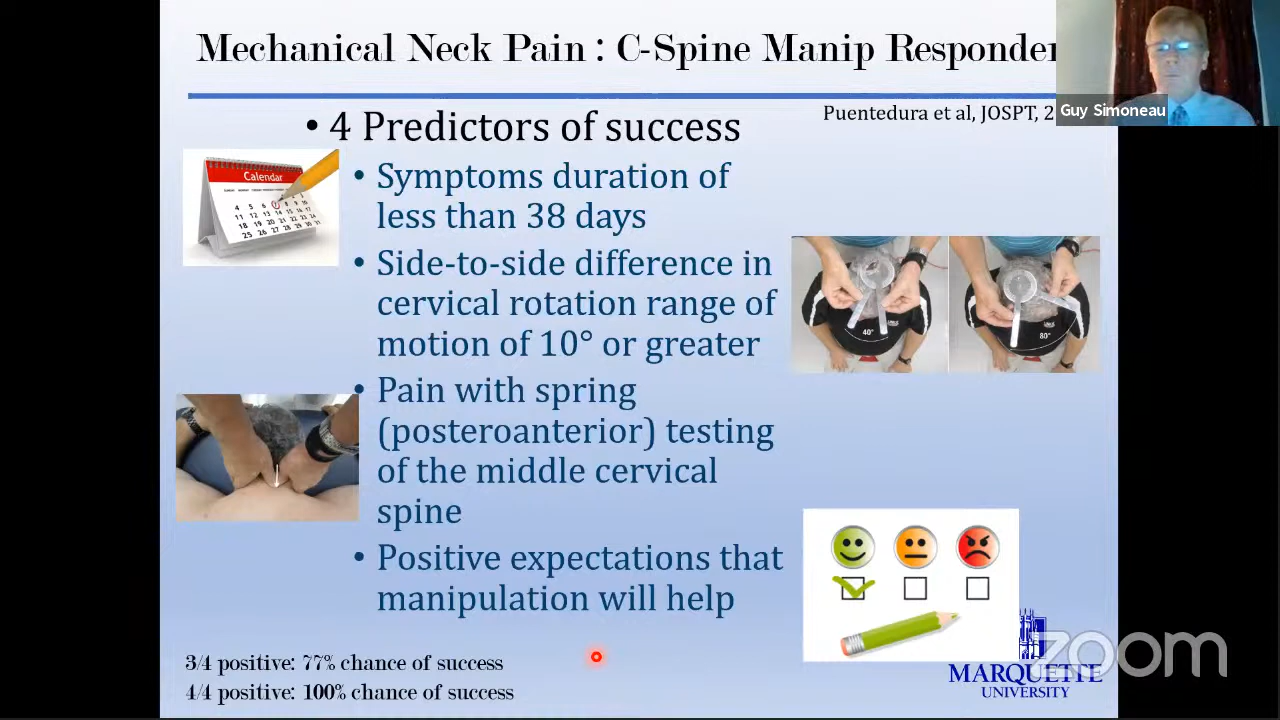 Mechanical Neck Pain : C-Spine Manip Responder
Puentedura et al, JOSPT, 2
Guy Simoneau
• 4 Predictors of success
Calendar
• Symptoms duration of
less than 38 days
• Side-to-side difference in
cervical rotation range of
motion of 10° or greater
40°
80°
• Pain with spring
(posteroanterior) testing
of the middle cervical
spine
• Positive expectations that
manipulation will help
3/4 positive: 77% chance of success
4/4 positive: 100% chance of success
zoom
MARQUETTE
UNIVERSITY